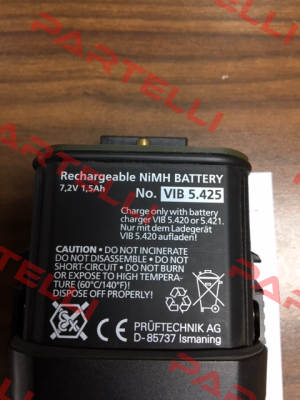 PARTELLI
Rechargeable NiMH BATTERY
7,2V 1,5Ah
No. VIB 5.425
Charge only with battery
charger VIB 5.420 or 5.421.
Nur mit dem Ladegerät
VIB 5.420 aufladen!
CAUTION • DO NOT INCINERATE
DO NOT DISASSEMBLE • DO NOT
SHORT-CIRCUIT • DO NOT BURN
OR EXPOSE TO HIGH TEMPERA-
TURE (60°C/140°F)!
DISPOSE OFF PROPERLY!
PRÜFTECHNIK AG
D- 85737 Ismaning
PARTELLI
PARTELLI